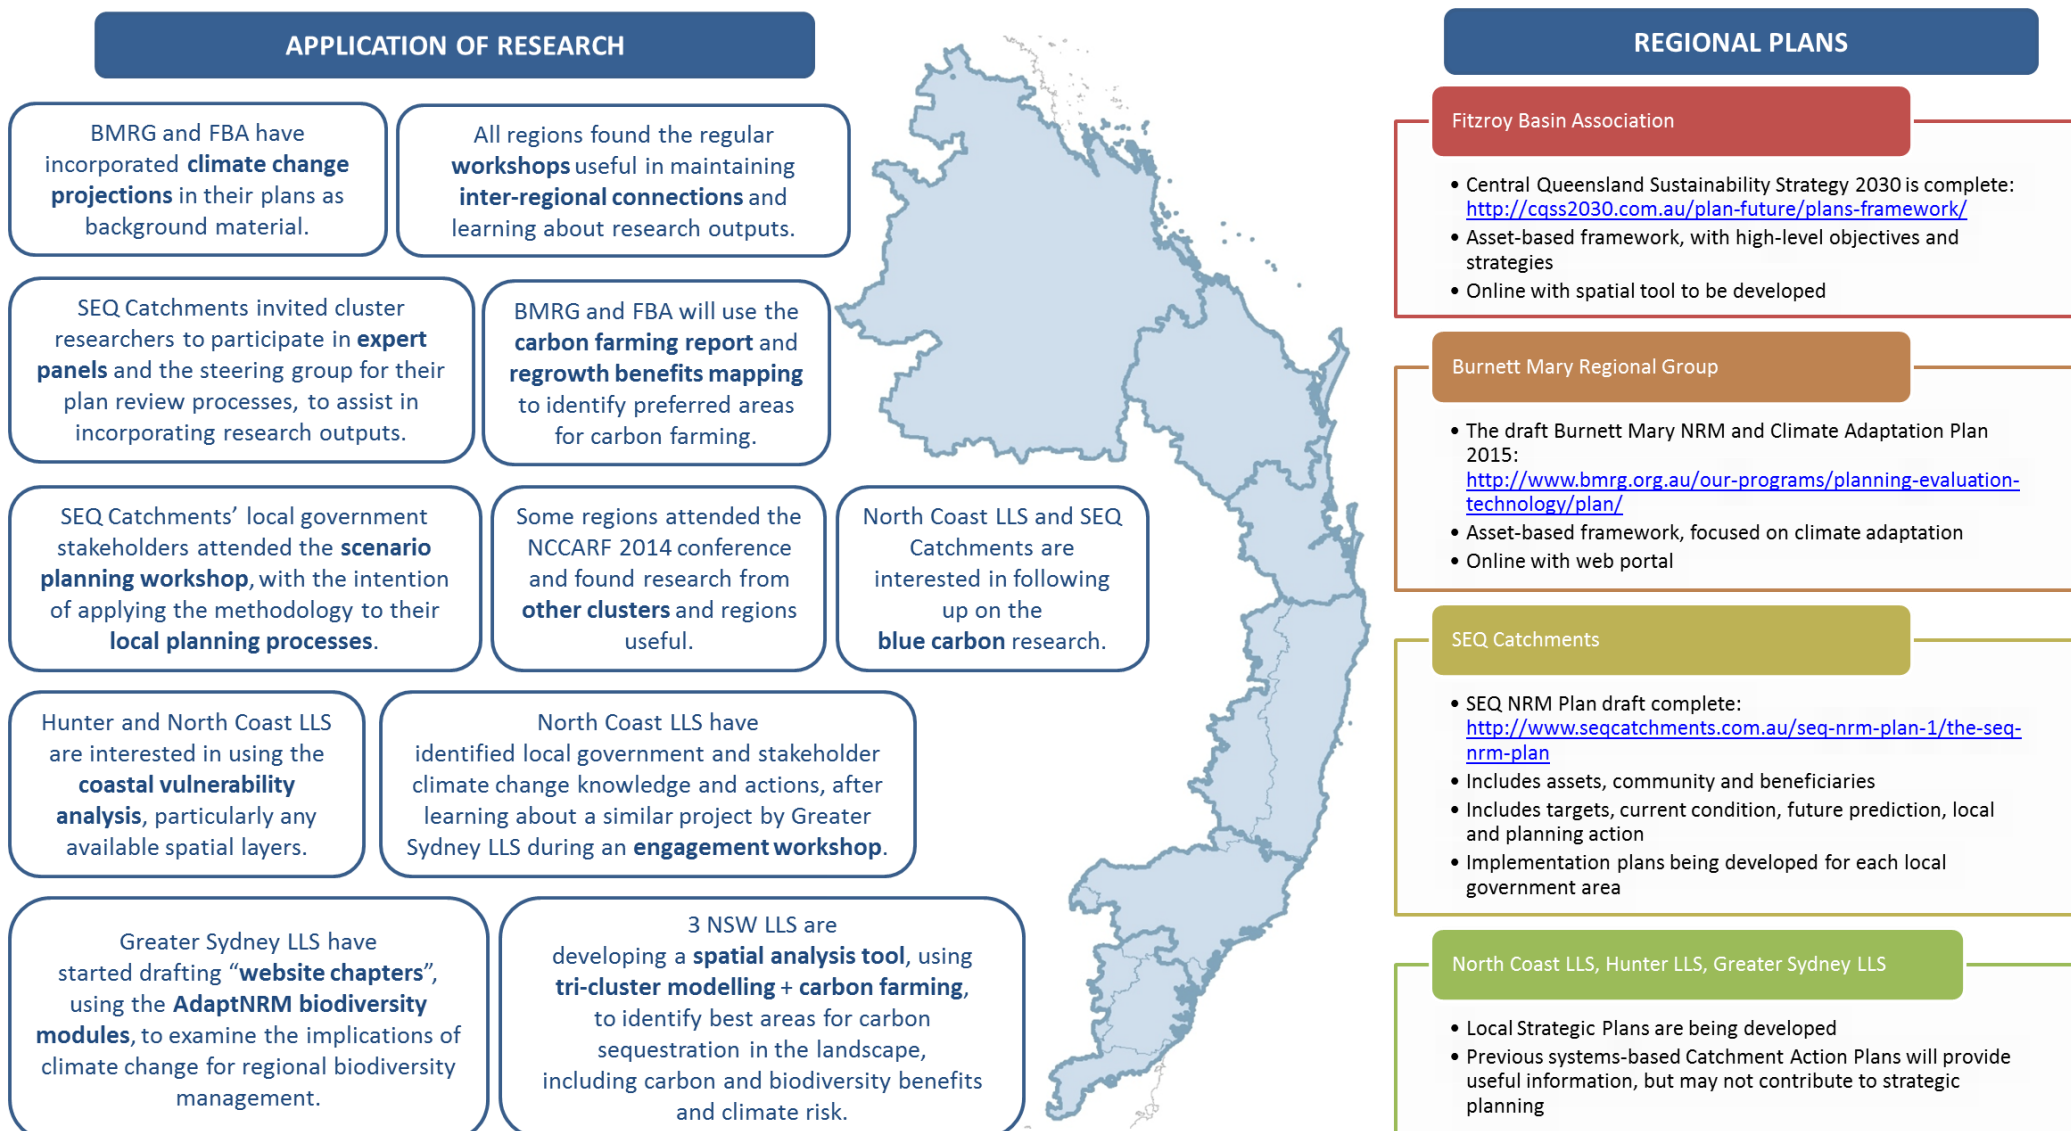 APPLICATION OF RESEARCH
BMRG and FBA have
incorporated climate change
projections in their plans as
background material.
All regions found the regular
workshops useful in maintaining
inter-regional connections and
learning about research outputs.
SEQ Catchments invited cluster
researchers to participate in expert
panels and the steering group for their
plan review processes, to assist in
incorporating research outputs.
BMRG and FBA will use the
carbon farming report and
regrowth benefits mapping
to identify preferred areas
for carbon farming.
SEQ Catchments’ local government
stakeholders attended the scenario
planning workshop, with the intention
of applying the methodology to their
local planning processes.
Some regions attended the
NCCARF 2014 conference
and found research from
other clusters and regions
useful.
North Coast LLS and SEQ
Catchments are
interested in following
up on the
blue carbon research.
Hunter and North Coast LLS
are interested in using the
coastal vulnerability
analysis, particularly any
available spatial layers.
North Coast LLS have
identified local government and stakeholder
climate change knowledge and actions, after
learning about a similar project by Greater
Sydney LLS during an engagement workshop.
Greater Sydney LLS have
started drafting “website chapters”,
using the AdaptNRM biodiversity
modules, to examine the implications of
climate change for regional biodiversity
management.
3 NSW LLS are
developing a spatial analysis tool, using
tri-cluster modelling + carbon farming,
to identify best areas for carbon
sequestration in the landscape,
including carbon and biodiversity benefits
and climate risk.
REGIONAL PLANS
Fitzroy Basin Association
• Central Queensland Sustainability Strategy 2030 is complete:
http://cqss2030.com.au/plan-future/plans-framework/
• Asset-based framework, with high-level objectives and
strategies
• Online with spatial tool to be developed
Burnett Mary Regional Group
• The draft Burnett Mary NRM and Climate Adaptation Plan
2015:
http://www.bmrg.org.au/our-programs/planning-evaluation-
technology/plan/
• Asset-based framework, focused on climate adaptation
• Online with web portal
SEQ Catchments
• SEQ NRM Plan draft complete:
http://www.seqcatchments.com.au/seq-nrm-plan-1/the-seq-
nrm-plan
• Includes assets, community and beneficiaries
• Includes targets, current condition, future prediction, local
and planning action
• Implementation plans being developed for each local
government area
North Coast LLS, Hunter LLS, Greater Sydney LLS
• Local Strategic Plans are being developed
• Previous systems-based Catchment Action Plans will provide
useful information, but may not contribute to strategic
planning